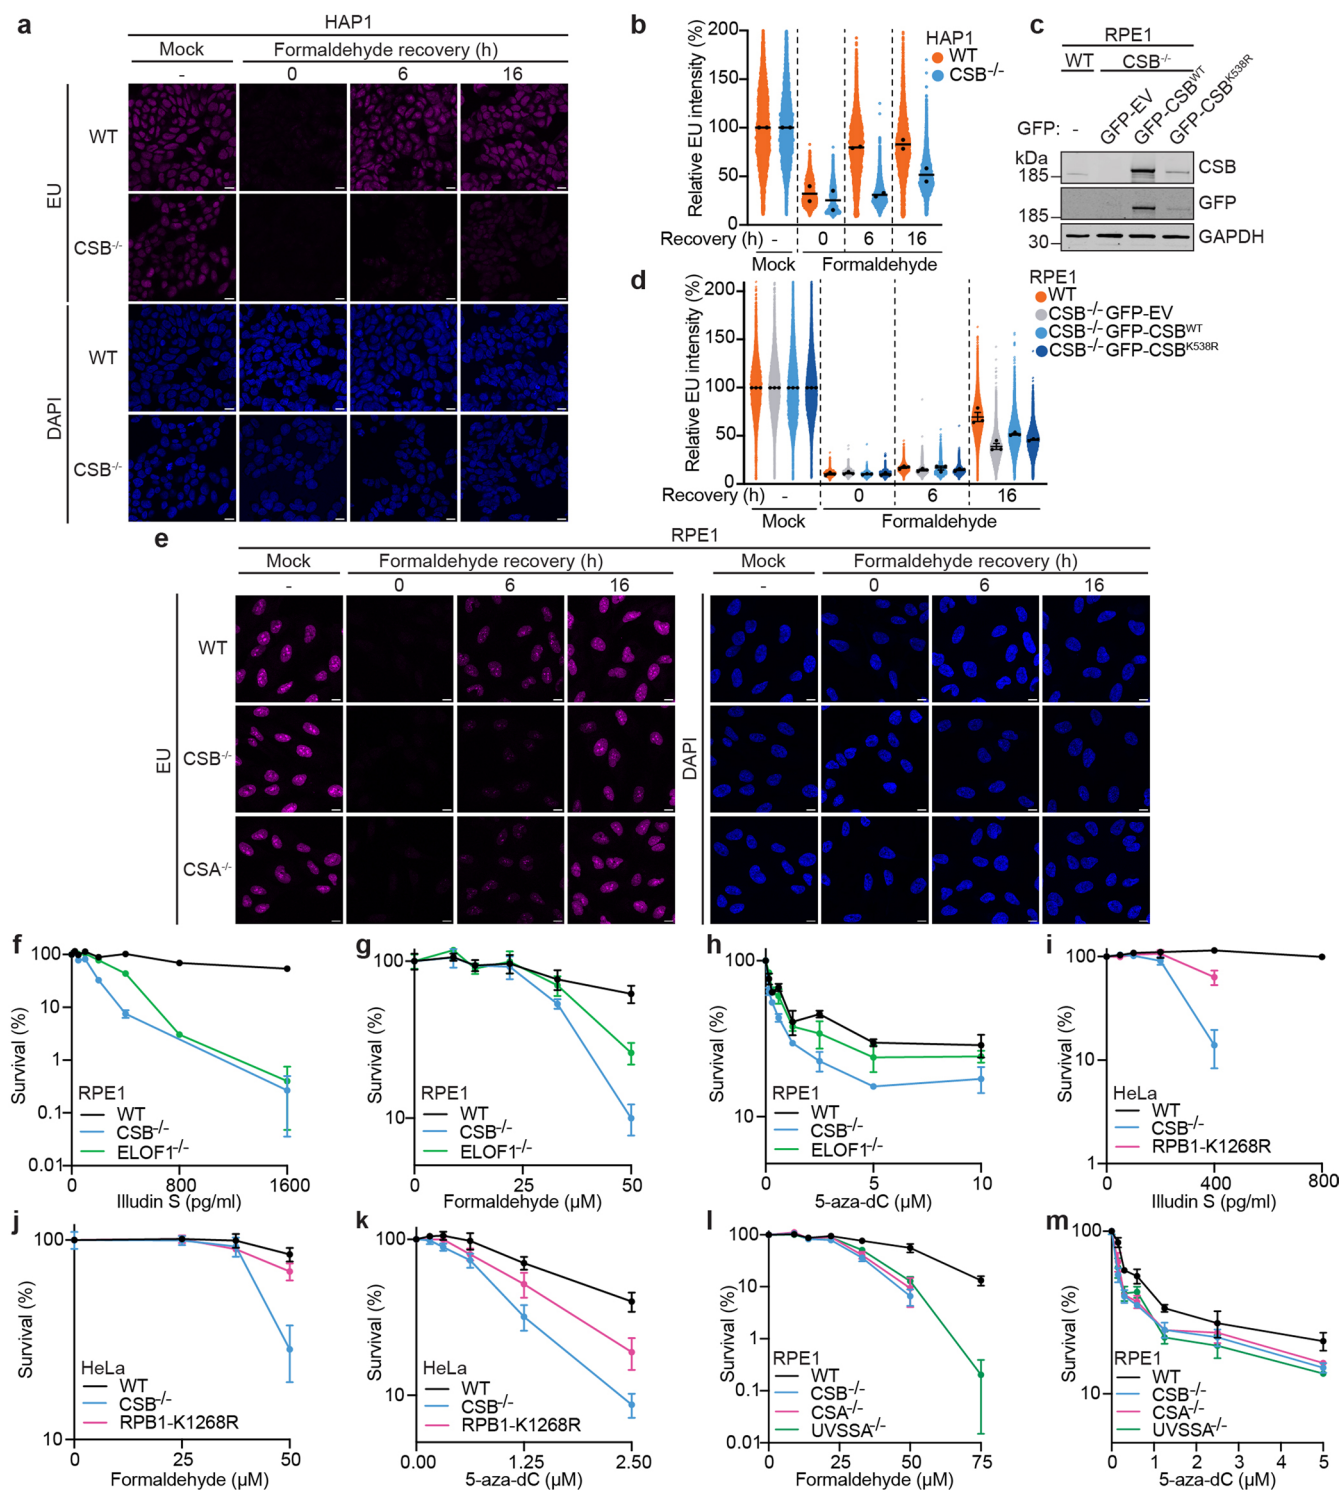 a
HAP1
Mock
Formaldehyde recovery (h)
- 0 6 16
EU
WT
CSB-/-
DAPI
WT
CSB-/-
b
Relative EU intensity (%)
200
150
100
50
0
HAP1
WT
CSB-/-
Recovery (h) - 0 6 16
Mock Formaldehyde
c
RPE1
WT CSB-/-
GFP: - GFP-EV GFP-CSBWT GFP-CSBK538R
kDa
185 CSB
185 GFP
30 GAPDH
d
Relative EU intensity (%)
200
150
100
50
0
RPE1
WT
CSB-/- GFP-EV
CSB-/- GFP-CSBWT
CSB-/- GFP-CSBK538R
Recovery (h) - 0 6 16
Mock Formaldehyde
e
RPE1
Mock Formaldehyde recovery (h) Mock Formaldehyde recovery (h)
- 0 6 16 - 0 6 16
EU
WT
CSB-/-
CSA-/-
DAPI
f
Survival (%)
100
10
1
0.1
0.01
RPE1
WT
CSB-/-
ELOF1-/-
0 800 1600
Illudin S (pg/ml)
g
Survival (%)
100
10
RPE1
WT
CSB-/-
ELOF1-/-
0 25 50
Formaldehyde (µM)
h
Survival (%)
100
10
RPE1
WT
CSB-/-
ELOF1-/-
0 5 10
5-aza-dC (µM)
i
Survival (%)
100
10
1
HeLa
WT
CSB-/-
RPB1-K1268R
0 400 800
Illudin S (pg/ml)
j
Survival (%)
100
10
HeLa
WT
CSB-/-
RPB1-K1268R
0 25 50
Formaldehyde (µM)
k
Survival (%)
100
10
HeLa
WT
CSB-/-
RPB1-K1268R
0.00 1.25 2.50
5-aza-dC (µM)
l
Survival (%)
100
10
1
0.1
0.01
RPE1
WT
CSB-/-
CSA-/-
UVSSA-/-
0 25 50 75
Formaldehyde (µM)
m
Survival (%)
100
10
RPE1
WT
CSB-/-
CSA-/-
UVSSA-/-
0 1 2 3 4 5
5-aza-dC (µM)